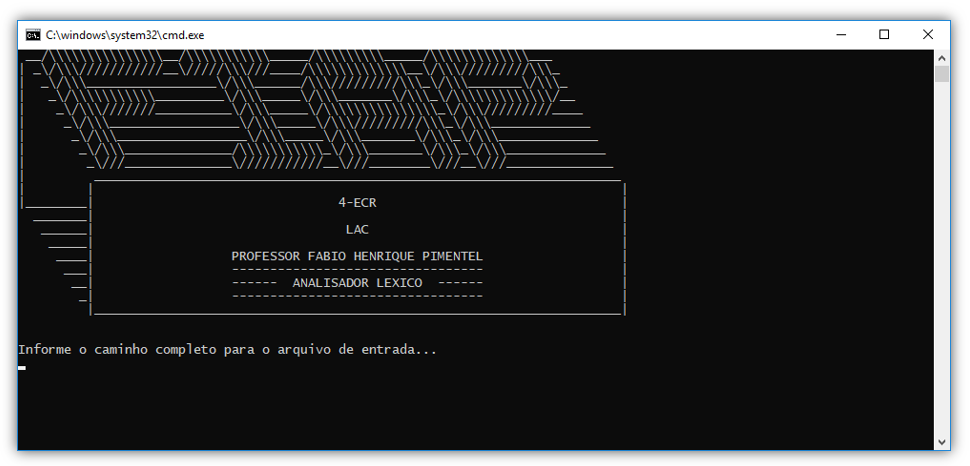 C:\windows\system32\cmd.exe
FIAP
4-ECR
LAC
PROFESSOR FABIO HENRIQUE PIMENTEL
---------------------------------
------  ANALISADOR LEXICO  ------
---------------------------------
Informe o caminho completo para o arquivo de entrada...